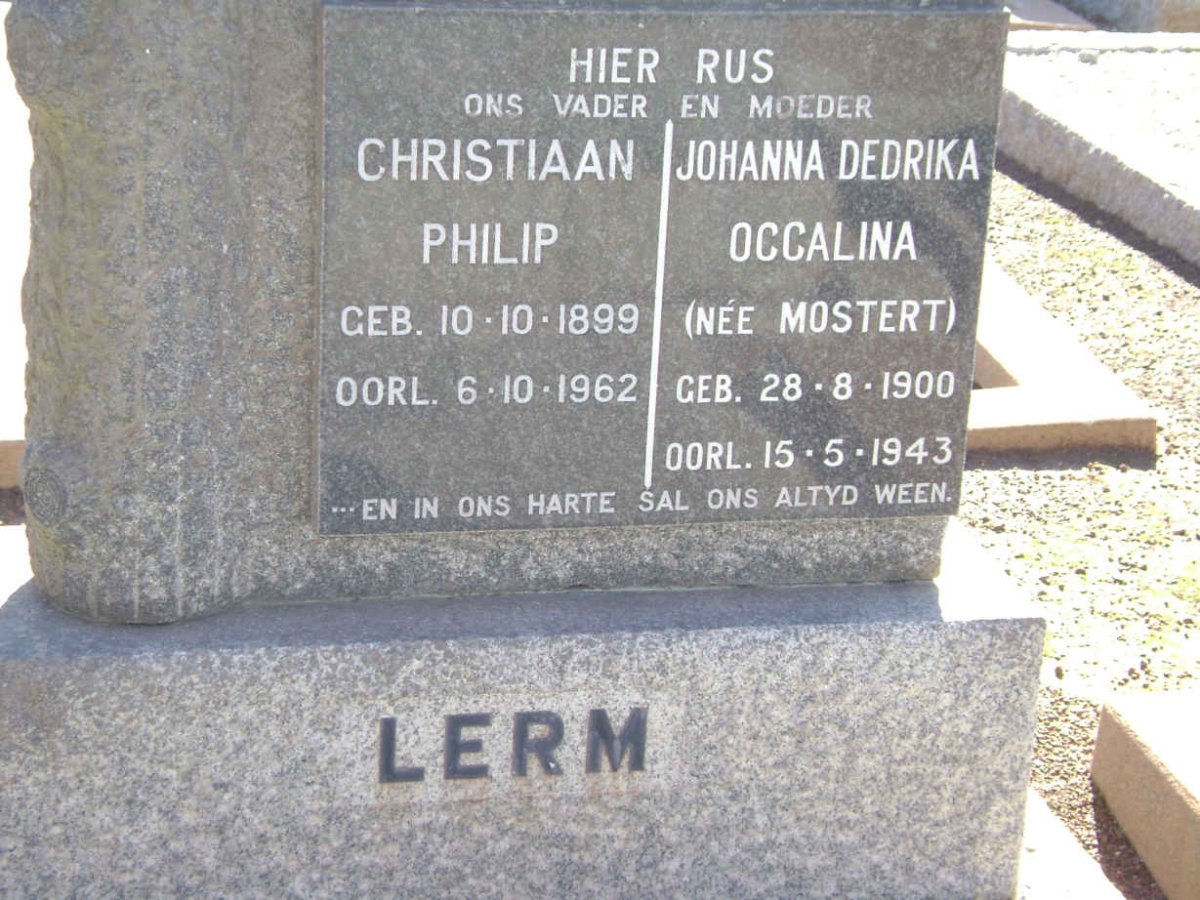 HIER RUS
ONS VADER EN MOEDER
CHRISTIAAN
PHILIP
GEB. 10·10·1899
OORL. 6·10·1962
JOHANNA DEDRIKA
OCCALINA
(NÉE MOSTERT)
GEB. 28·8·1900
OORL. 15·5·1943
...EN IN ONS HARTE SAL ONS ALTYD WEEN.
LERM